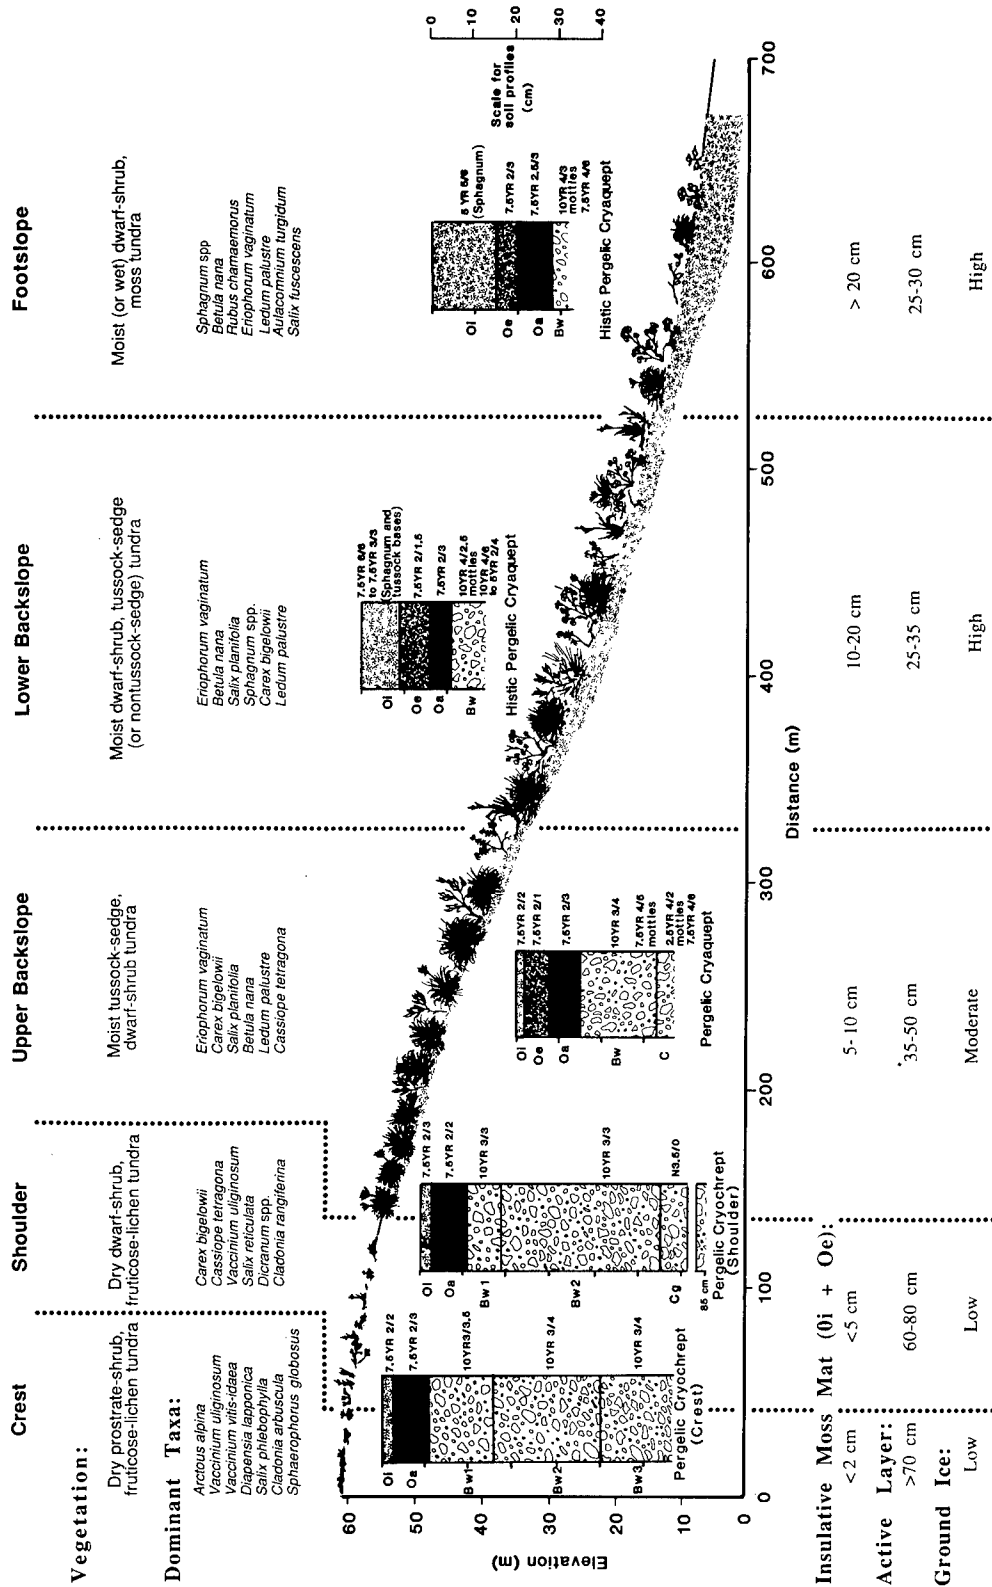 Crest
Shoulder
Upper Backslope
Lower Backslope
Footslope
Vegetation:
Dry prostrate-shrub,
fruticose-lichen tundra
Dry dwarf-shrub,
fruticose-lichen tundra
Moist tussock-sedge,
dwarf-shrub tundra
Moist dwarf-shrub, tussock-sedge
(or nontussock-sedge) tundra
Moist (or wet) dwarf-shrub,
moss tundra
Dominant Taxa:
Arctous alpina
Vaccinium uliginosum
Vaccinium vitis-idaea
Diapensia lapponica
Salix phlebophylla
Cladonia arbuscula
Sphaerophorus globosus
Carex bigelowii
Cassiope tetragona
Vaccinium uliginosum
Salix reticulata
Dicranum spp.
Cladonia rangiferina
Eriophorum vaginatum
Carex bigelowii
Salix planifolia
Betula nana
Ledum palustre
Cassiope tetragona
Eriophorum vaginatum
Betula nana
Salix planifolia
Sphagnum spp.
Carex bigelowii
Ledum palustre
Sphagnum spp
Betula nana
Rubus chamaemorus
Eriophorum vaginatum
Ledum palustre
Aulacomnium turgidum
Salix fuscescens
Elevation (m)
60
50
40
30
20
10
0
Oi 7.5YR 2/2
Oa 7.5YR 2/3
Bw1 10YR3/3.5
Bw2 10YR 3/4
Bw3 10YR 3/4
Pergelic Cryochrept
(Crest)
Oi 7.5YR 2/3
Oa 7.5YR 2/2
Bw1 10YR 3/3
Bw2 10YR 3/3
Cg N3.5/0
85 cm
Pergelic Cryochrept
(Shoulder)
Oi 7.5YR 2/2
Oe 7.5YR 2/1
Oa 7.5YR 2/3
Bw 10YR 3/4
7.5YR 4/6
mottles
C 2.5YR 4/2
mottles
7.5YR 4/6
Pergelic Cryaquept
Oi 7.5YR 6/6
to 7.5YR 3/3
(Sphagnum and
tussock bases)
Oe 7.5YR 2/1.5
Oa 7.5YR 2/3
Bw 10YR 4/2.5
mottles
10YR 4/6
to 5YR 2/4
Histic Pergelic Cryaquept
Oi 5 YR 5/6
(Sphagnum)
Oe 7.5YR 2/3
Oa 7.5YR 2.5/3
Bw 10YR 4/3
mottles
7.5YR 4/6
Histic Pergelic Cryaquept
Scale for
soil profiles
(cm)
0
10
20
30
40
0
100
200
300
400
500
600
700
Distance (m)
Insulative Moss Mat (0i + Oe):
<2 cm
<5 cm
5- 10 cm
10-20 cm
> 20 cm
Active Layer:
>70 cm
60-80 cm
35-50 cm
25-35 cm
25-30 cm
Ground Ice:
Low
Low
Moderate
High
High